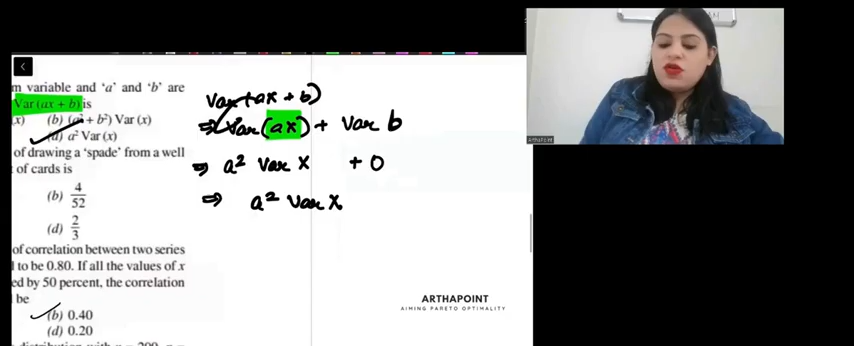 m variable and 'a' and 'b' are
Var (ax + b) is
x) (b) (a² + b²) Var (x)
(d) a² Var (x)
of drawing a 'spade' from a well
of cards is
(b) 4/52
(d) 2/3
of correlation between two series
to be 0.80. If all the values of x
ed by 50 percent, the correlation
be
(b) 0.40
(d) 0.20
Var (ax + b)
⇒ Var (ax) + Var b
⇒ a² Var X + 0
⇒ a² Var X
ARTHAPOINT
AIMING PARETO OPTIMALITY
ArthaPoint